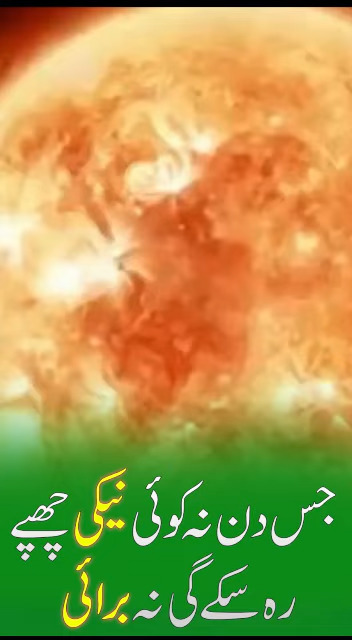 جس دن نہ کوئی نیکی چھپے
رہ سکے گی نہ برائی